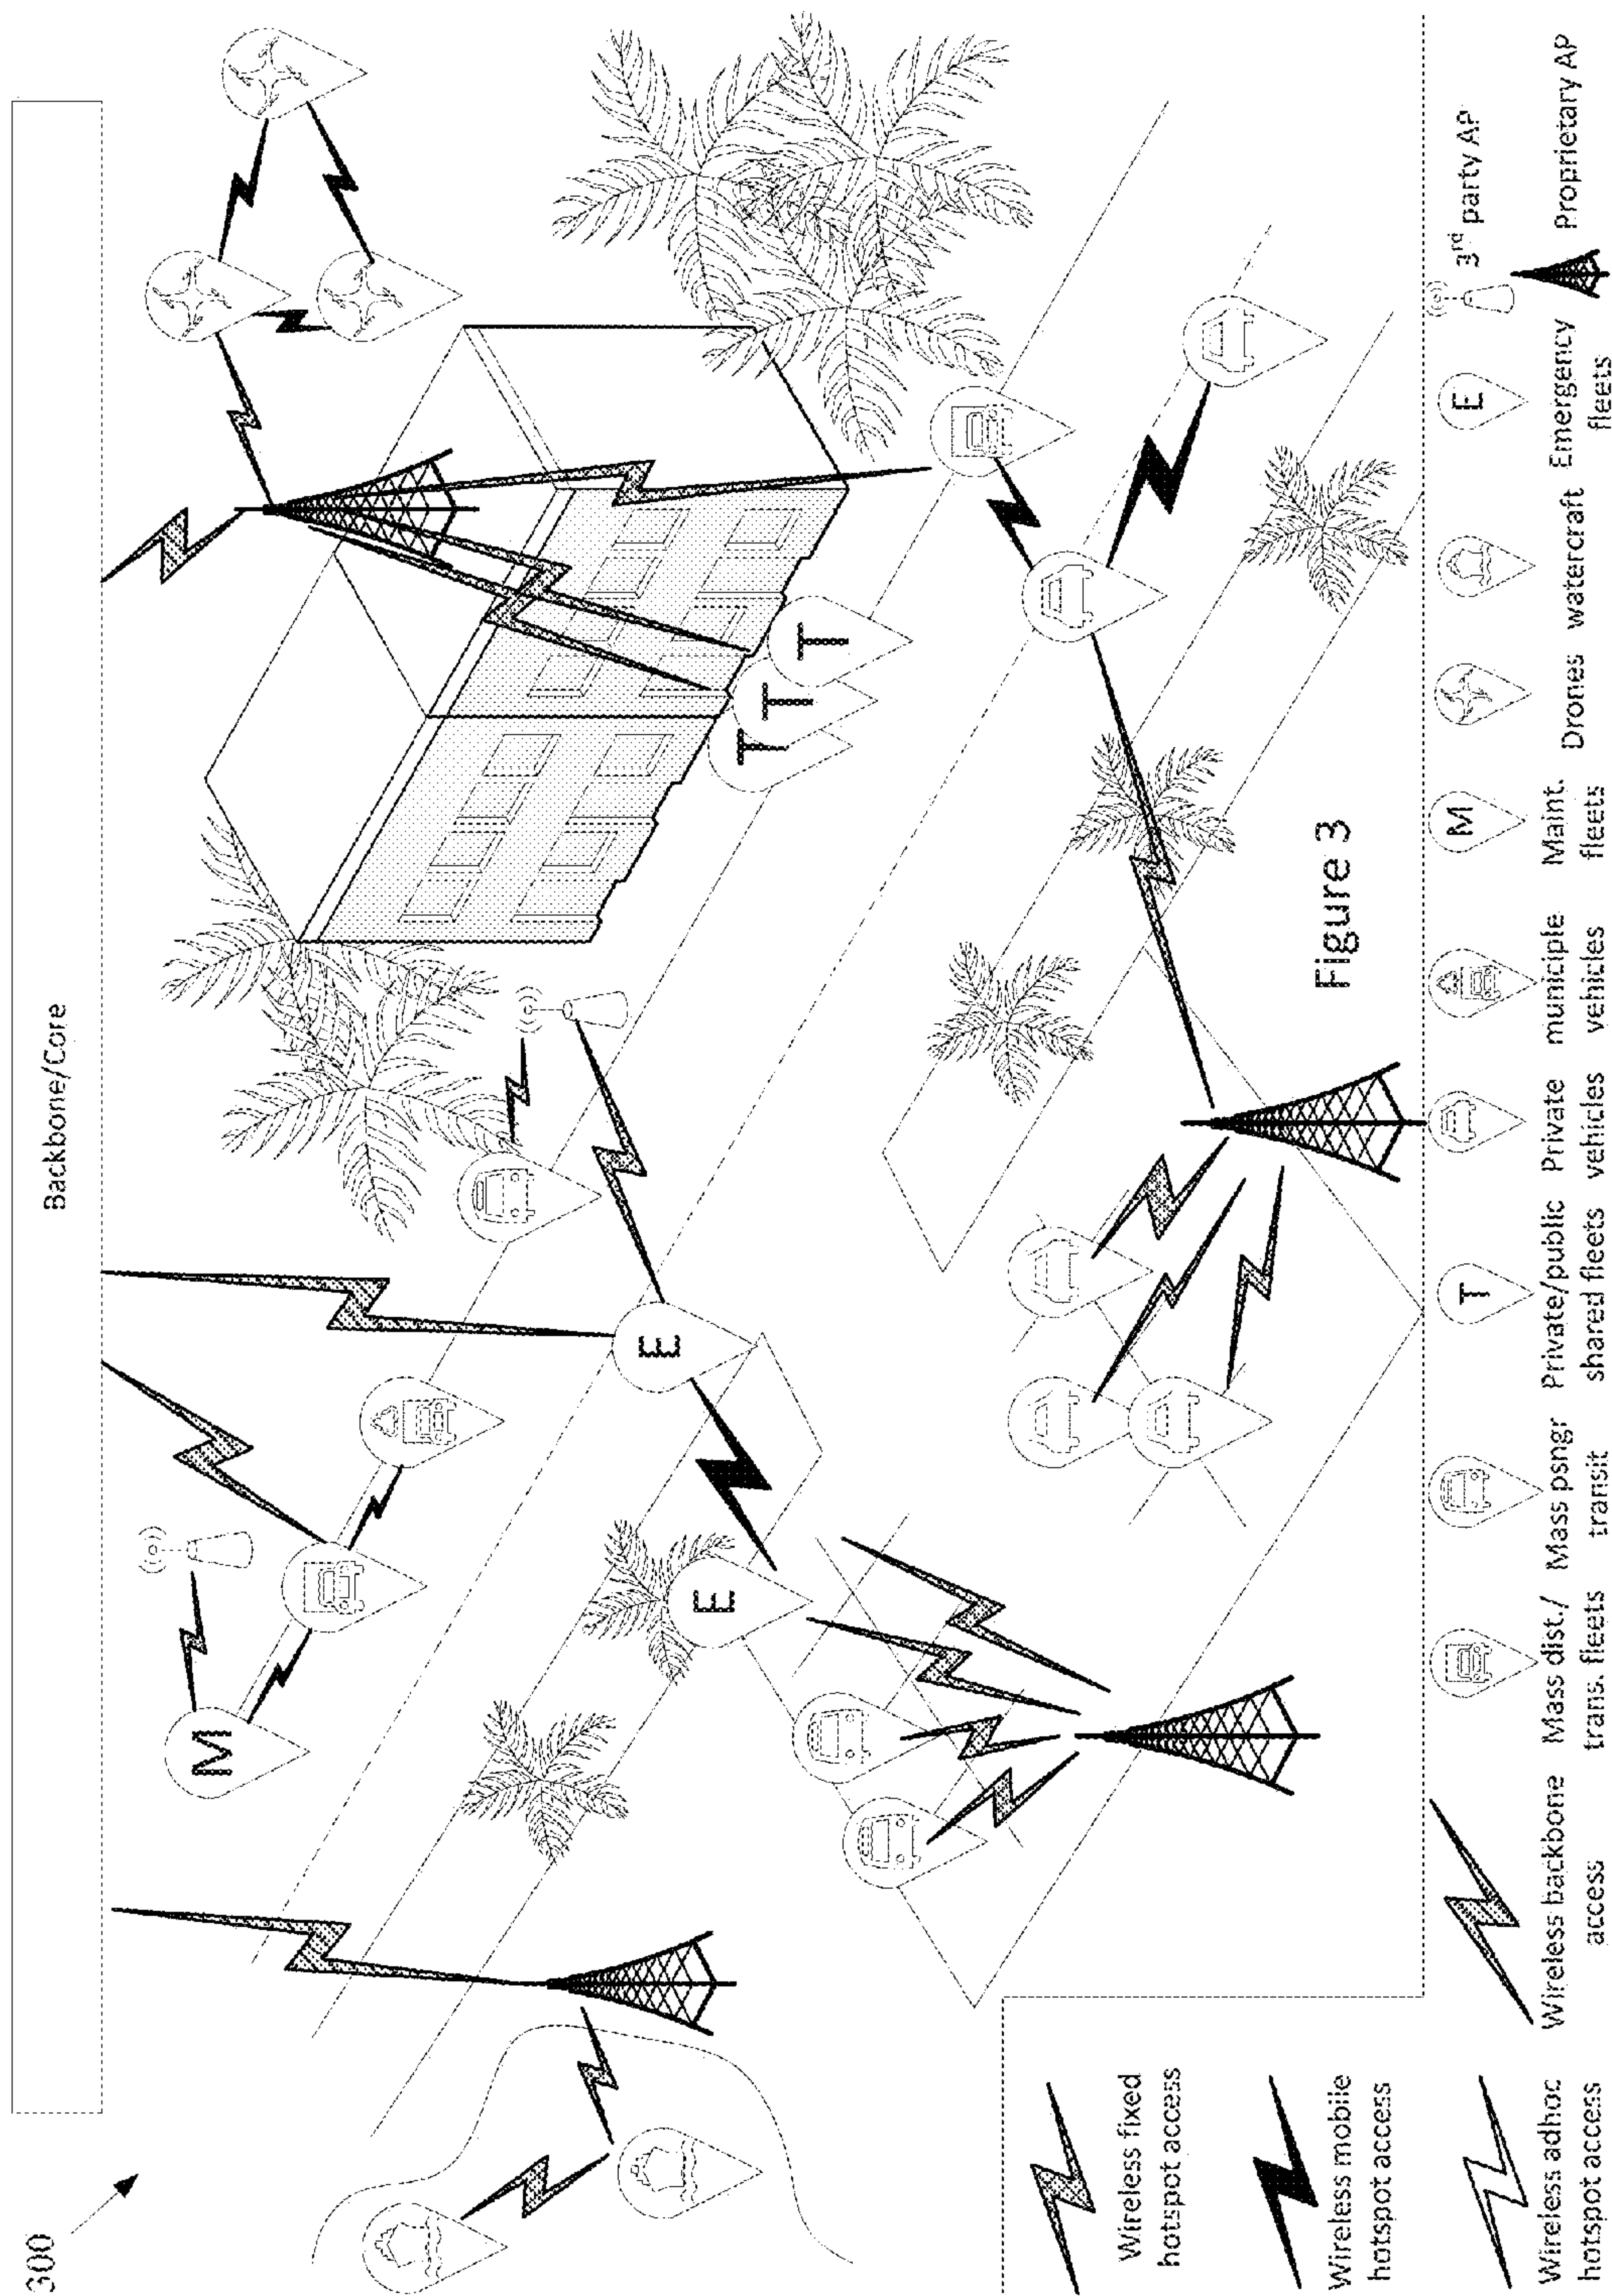 300
Backbone/Core
M
E
E
T
T
T
Figure 3
Wireless fixed
hotspot access
Wireless mobile
hotspot access
Wireless adhoc
hotspot access
Wireless backbone
access
Mass dist./
trans. fleets
Mass psngr
transit
T
Private/public
shared fleets
Private
vehicles
municiple
vehicles
M
Maint.
fleets
Drones
watercraft
E
Emergency
fleets
3rd party AP
Proprietary AP